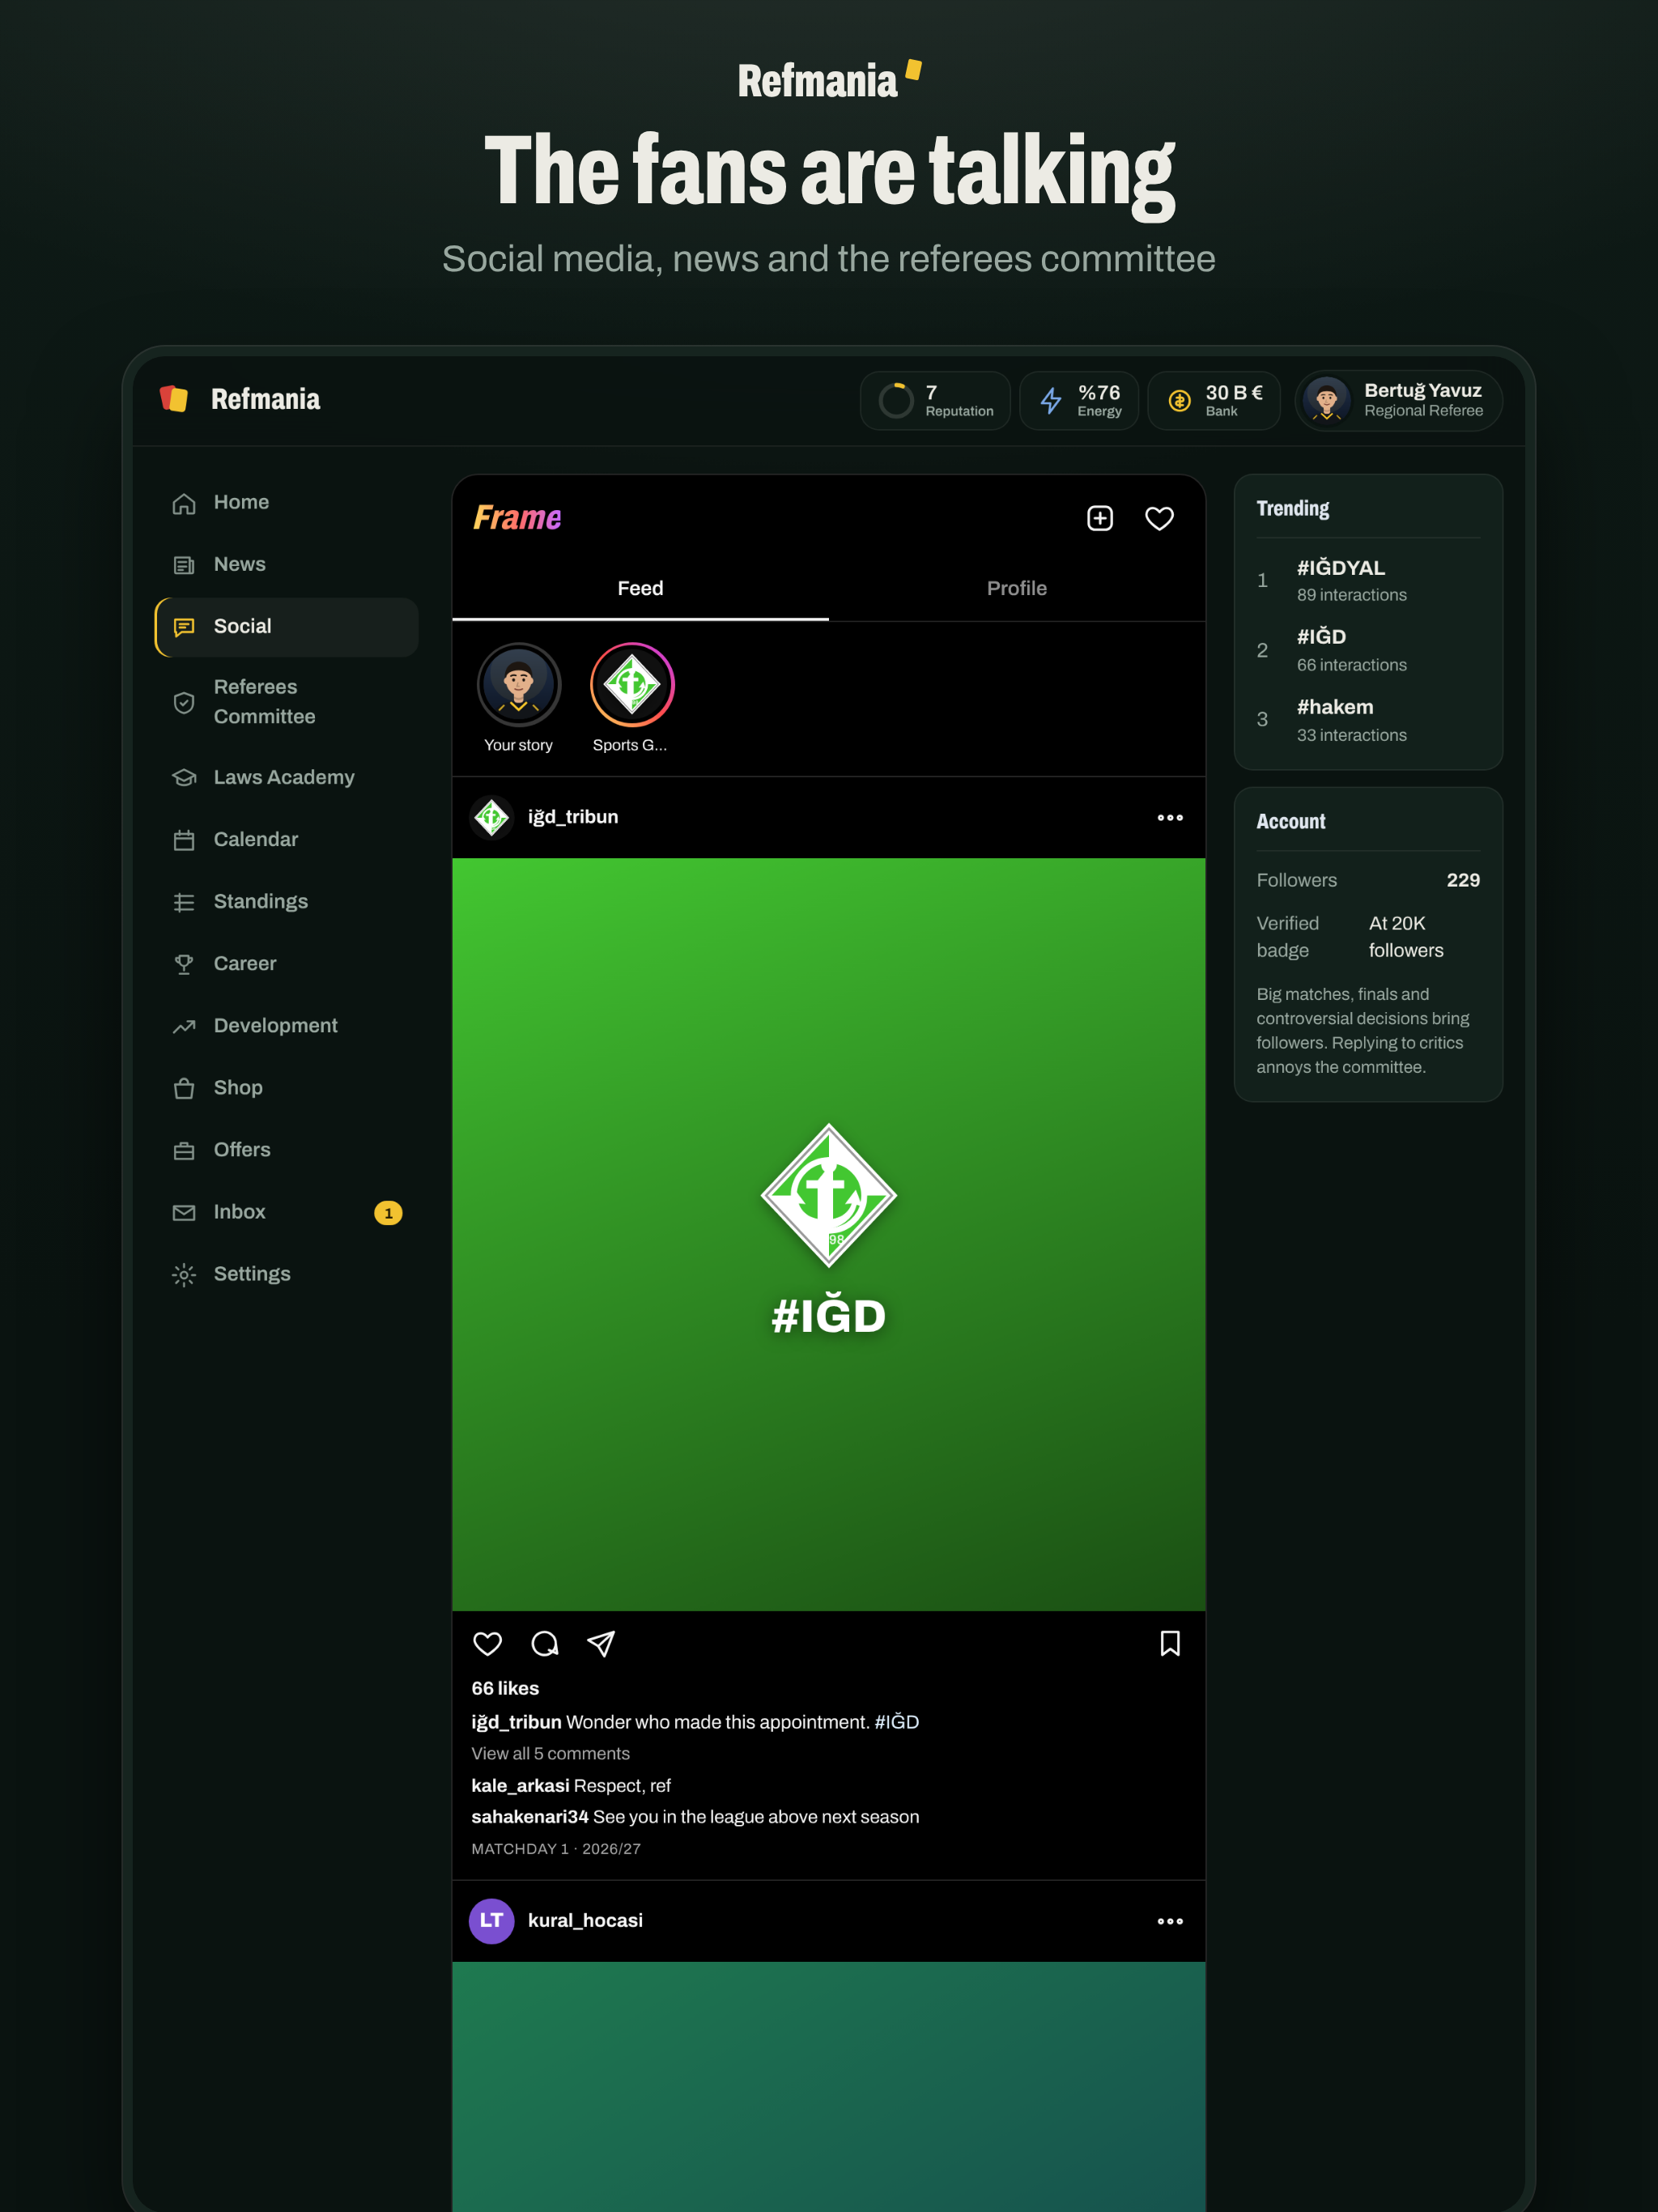 Refmania
The fans are talking
Social media, news and the referees committee
Refmania
7
Reputation
%76
Energy
30 B €
Bank
Bertuğ Yavuz
Regional Referee
Home
News
Social
Referees
Committee
Laws Academy
Calendar
Standings
Career
Development
Shop
Offers
Inbox
1
Settings
Frame
Feed
Profile
Your story
Sports G...
iğd_tribun
98
#IĞD
66 likes
iğd_tribun Wonder who made this appointment. #IĞD
View all 5 comments
kale_arkasi Respect, ref
sahakenari34 See you in the league above next season
MATCHDAY 1 · 2026/27
LT
kural_hocasi
Trending
1
#IĞDYAL
89 interactions
2
#IĞD
66 interactions
3
#hakem
33 interactions
Account
Followers
229
Verified
badge
At 20K
followers
Big matches, finals and
controversial decisions bring
followers. Replying to critics
annoys the committee.